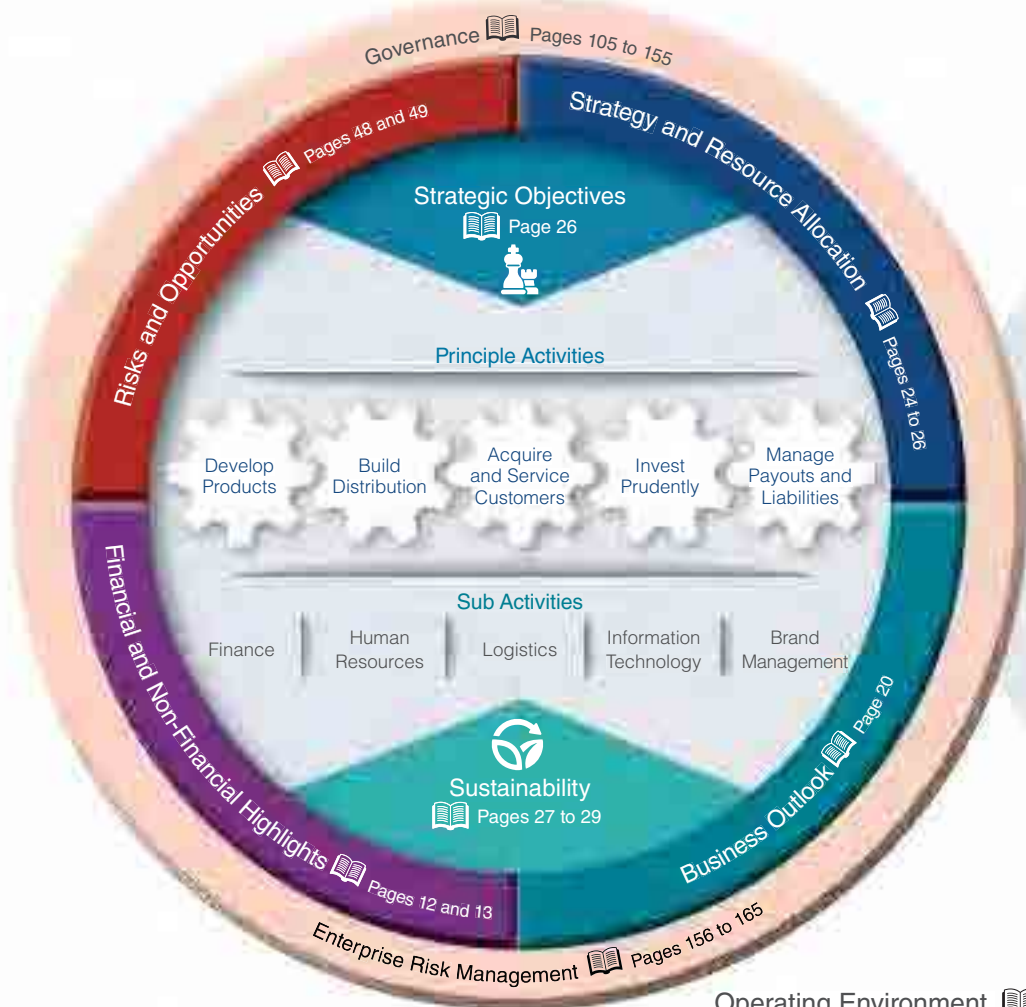 Governance Pages 105 to 155
Risks and Opportunities Pages 48 and 49
Strategy and Resource Allocation Pages 24 to 26
Strategic Objectives
Page 26
Principle Activities
Develop
Products
Build
Distribution
Acquire
and Service
Customers
Invest
Prudently
Manage
Payouts and
Liabilities
Sub Activities
Finance
Human
Resources
Logistics
Information
Technology
Brand
Management
Sustainability
Pages 27 to 29
Financial and Non-Financial Highlights Pages 12 and 13
Business Outlook Page 20
Enterprise Risk Management Pages 156 to 165
Operating Environment